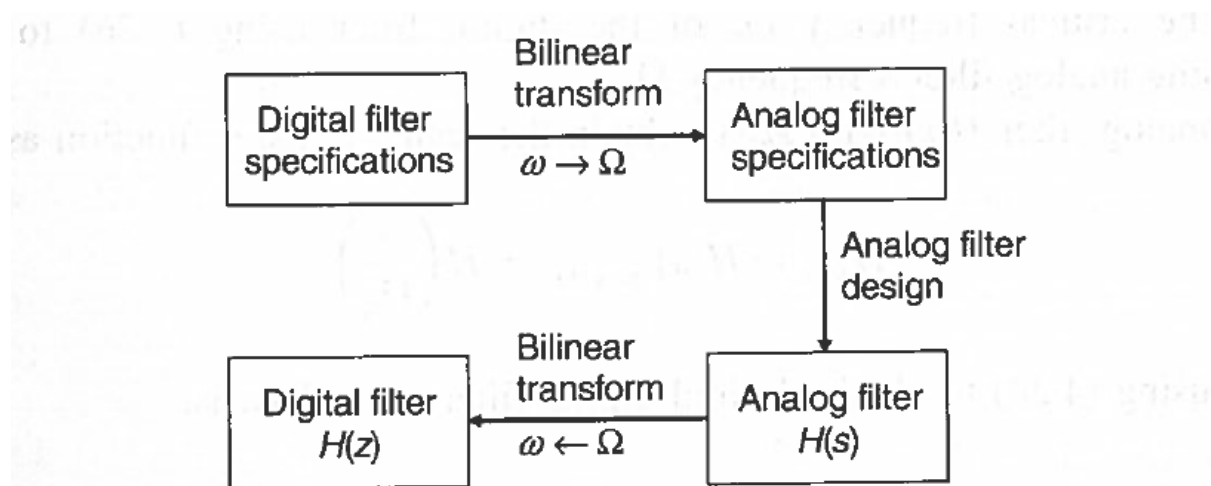 Bilinear
transform
Digital filter
specifications
ω → Ω
Analog filter
specifications
Analog filter
design
Bilinear
transform
Digital filter
H(z)
ω ← Ω
Analog filter
H(s)